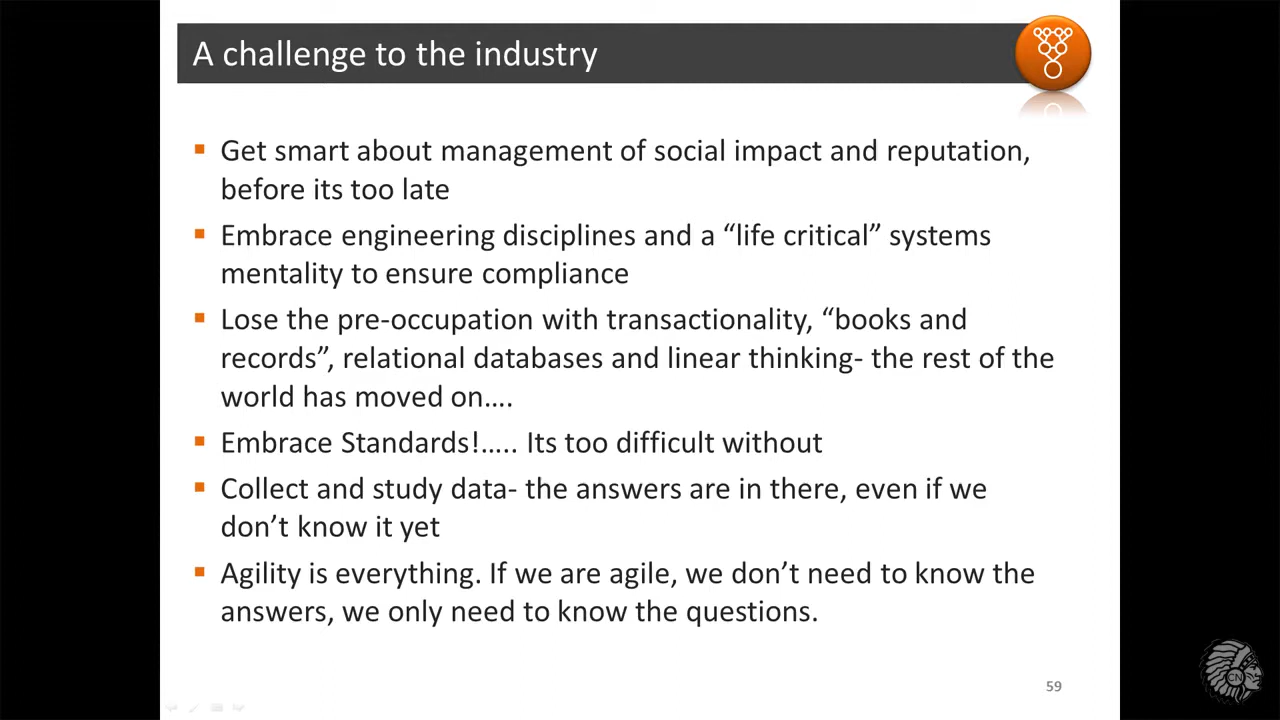 A challenge to the industry
Get smart about management of social impact and reputation,
before its too late
Embrace engineering disciplines and a “life critical” systems
mentality to ensure compliance
Lose the pre-occupation with transactionality, “books and
records”, relational databases and linear thinking- the rest of the
world has moved on....
Embrace Standards!..... Its too difficult without
Collect and study data- the answers are in there, even if we
don’t know it yet
Agility is everything. If we are agile, we don’t need to know the
answers, we only need to know the questions.
59
CN